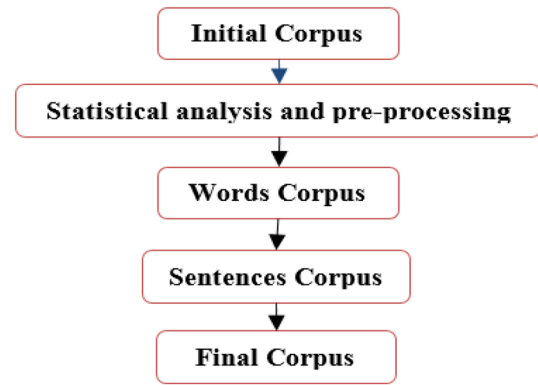 Initial Corpus
Statistical analysis and pre-processing
Words Corpus
Sentences Corpus
Final Corpus